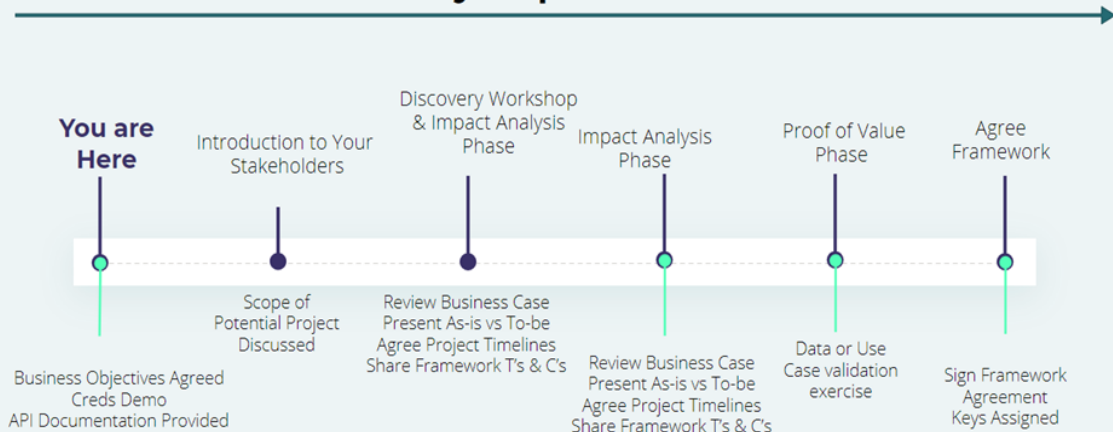 You are
Here
Business Objectives Agreed
Creds Demo
API Documentation Provided
Introduction to Your
Stakeholders
Scope of
Potential Project
Discussed
Discovery Workshop
& Impact Analysis
Phase
Review Business Case
Present As-is vs To-be
Agree Project Timelines
Share Framework T's & C's
Impact Analysis
Phase
Review Business Case
Present As-is vs To-be
Agree Project Timelines
Share Framework T's & C's
Proof of Value
Phase
Data or Use
Case validation
exercise
Agree
Framework
Sign Framework
Agreement
Keys Assigned